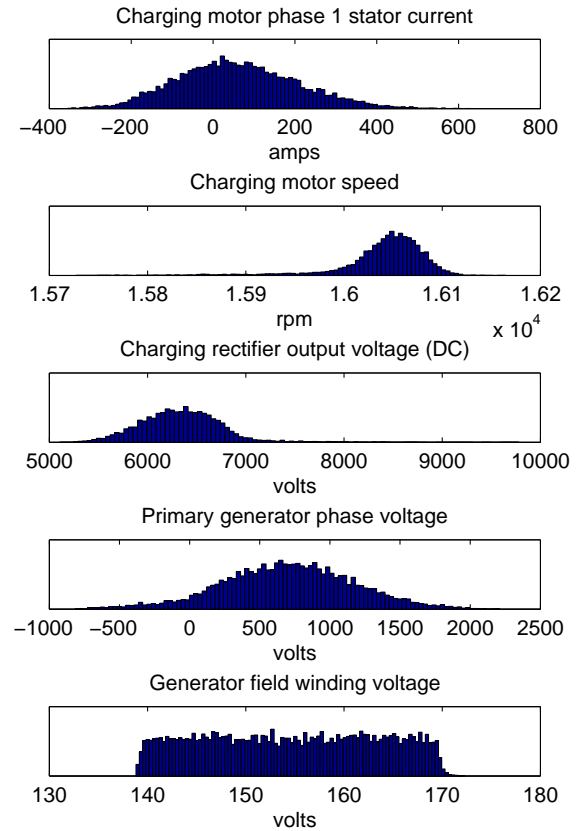 Charging motor phase 1 stator current
−400 −200 0 200 400 600 800
amps
Charging motor speed
1.57 1.58 1.59 1.6 1.61 1.62
rpm
x 10^4
Charging rectifier output voltage (DC)
5000 6000 7000 8000 9000 10000
volts
Primary generator phase voltage
−1000 −500 0 500 1000 1500 2000 2500
volts
Generator field winding voltage
130 140 150 160 170 180
volts